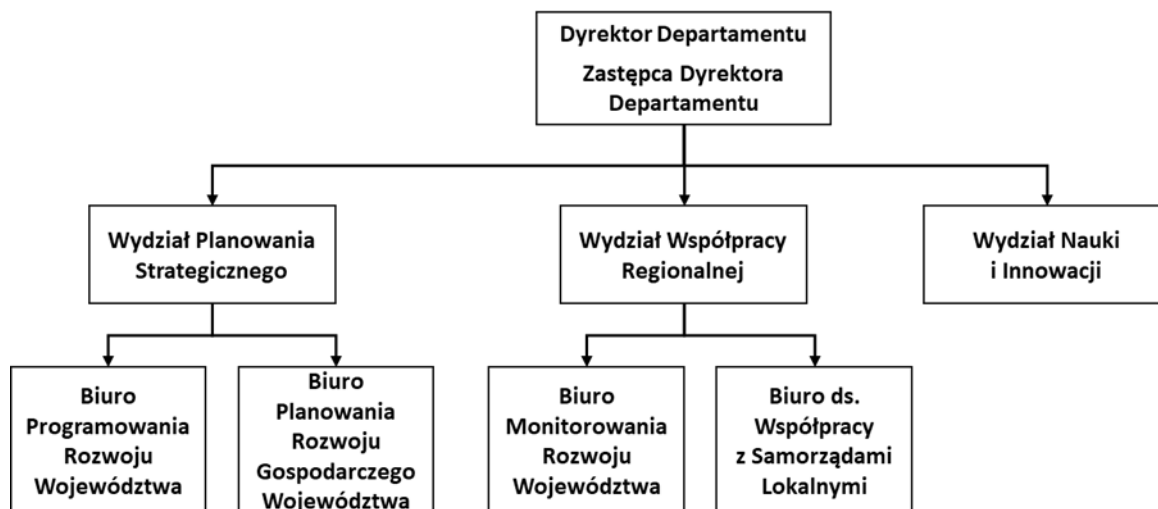 Dyrektor Departamentu
Zastępca Dyrektora
Departamentu
Wydział Planowania
Strategicznego
Wydział Współpracy
Regionalnej
Wydział Nauki
i Innowacji
Biuro
Programowania
Rozwoju
Województwa
Biuro
Planowania
Rozwoju
Gospodarczego
Województwa
Biuro
Monitorowania
Rozwoju
Województwa
Biuro ds.
Współpracy
z Samorządami
Lokalnymi